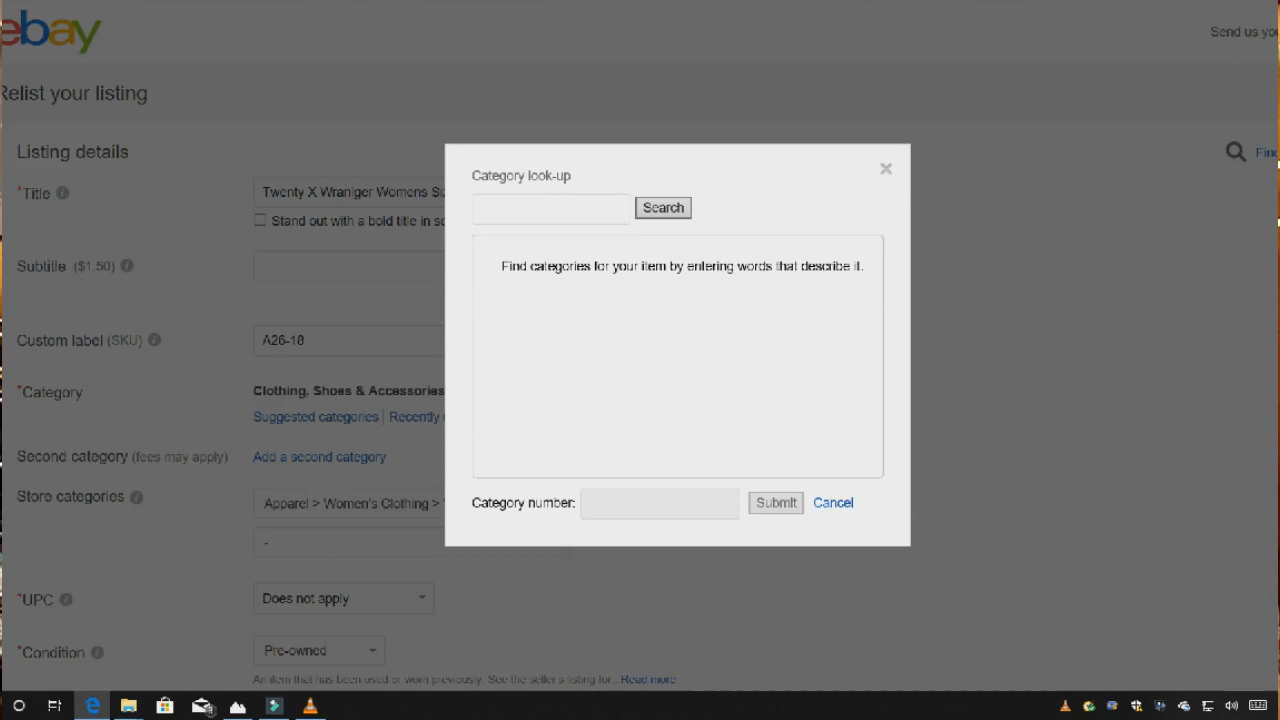 ebay
Send us yo
Relist your listing
Listing details
Find
*Title
Twenty X Wraniger Womens Si
Stand out with a bold title in se
Subtitle ($1.50)
Custom label (SKU)
A26-18
*Category
Clothing, Shoes & Accessories
Suggested categories | Recently
Second category (fees may apply)
Add a second category
Store categories
Apparel > Women's Clothing >
-
*UPC
Does not apply
*Condition
Pre-owned
An item that has been used or worn previously. See the seller's listing for...Read more
Category look-up
Search
Find categories for your item by entering words that describe it.
Category number:
Submit
Cancel